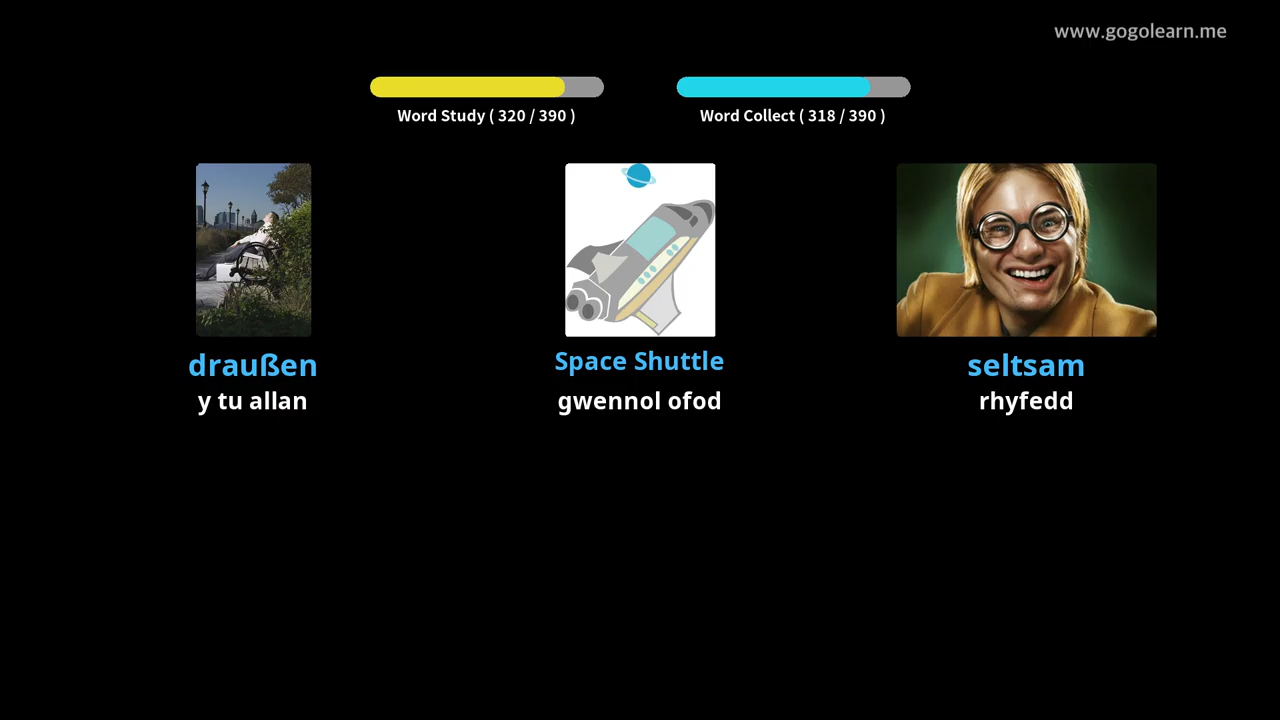 www.gogolearn.me
Word Study ( 320 / 390 )
Word Collect ( 318 / 390 )
draußen
Space Shuttle
seltsam
y tu allan
gwennol ofod
rhyfedd